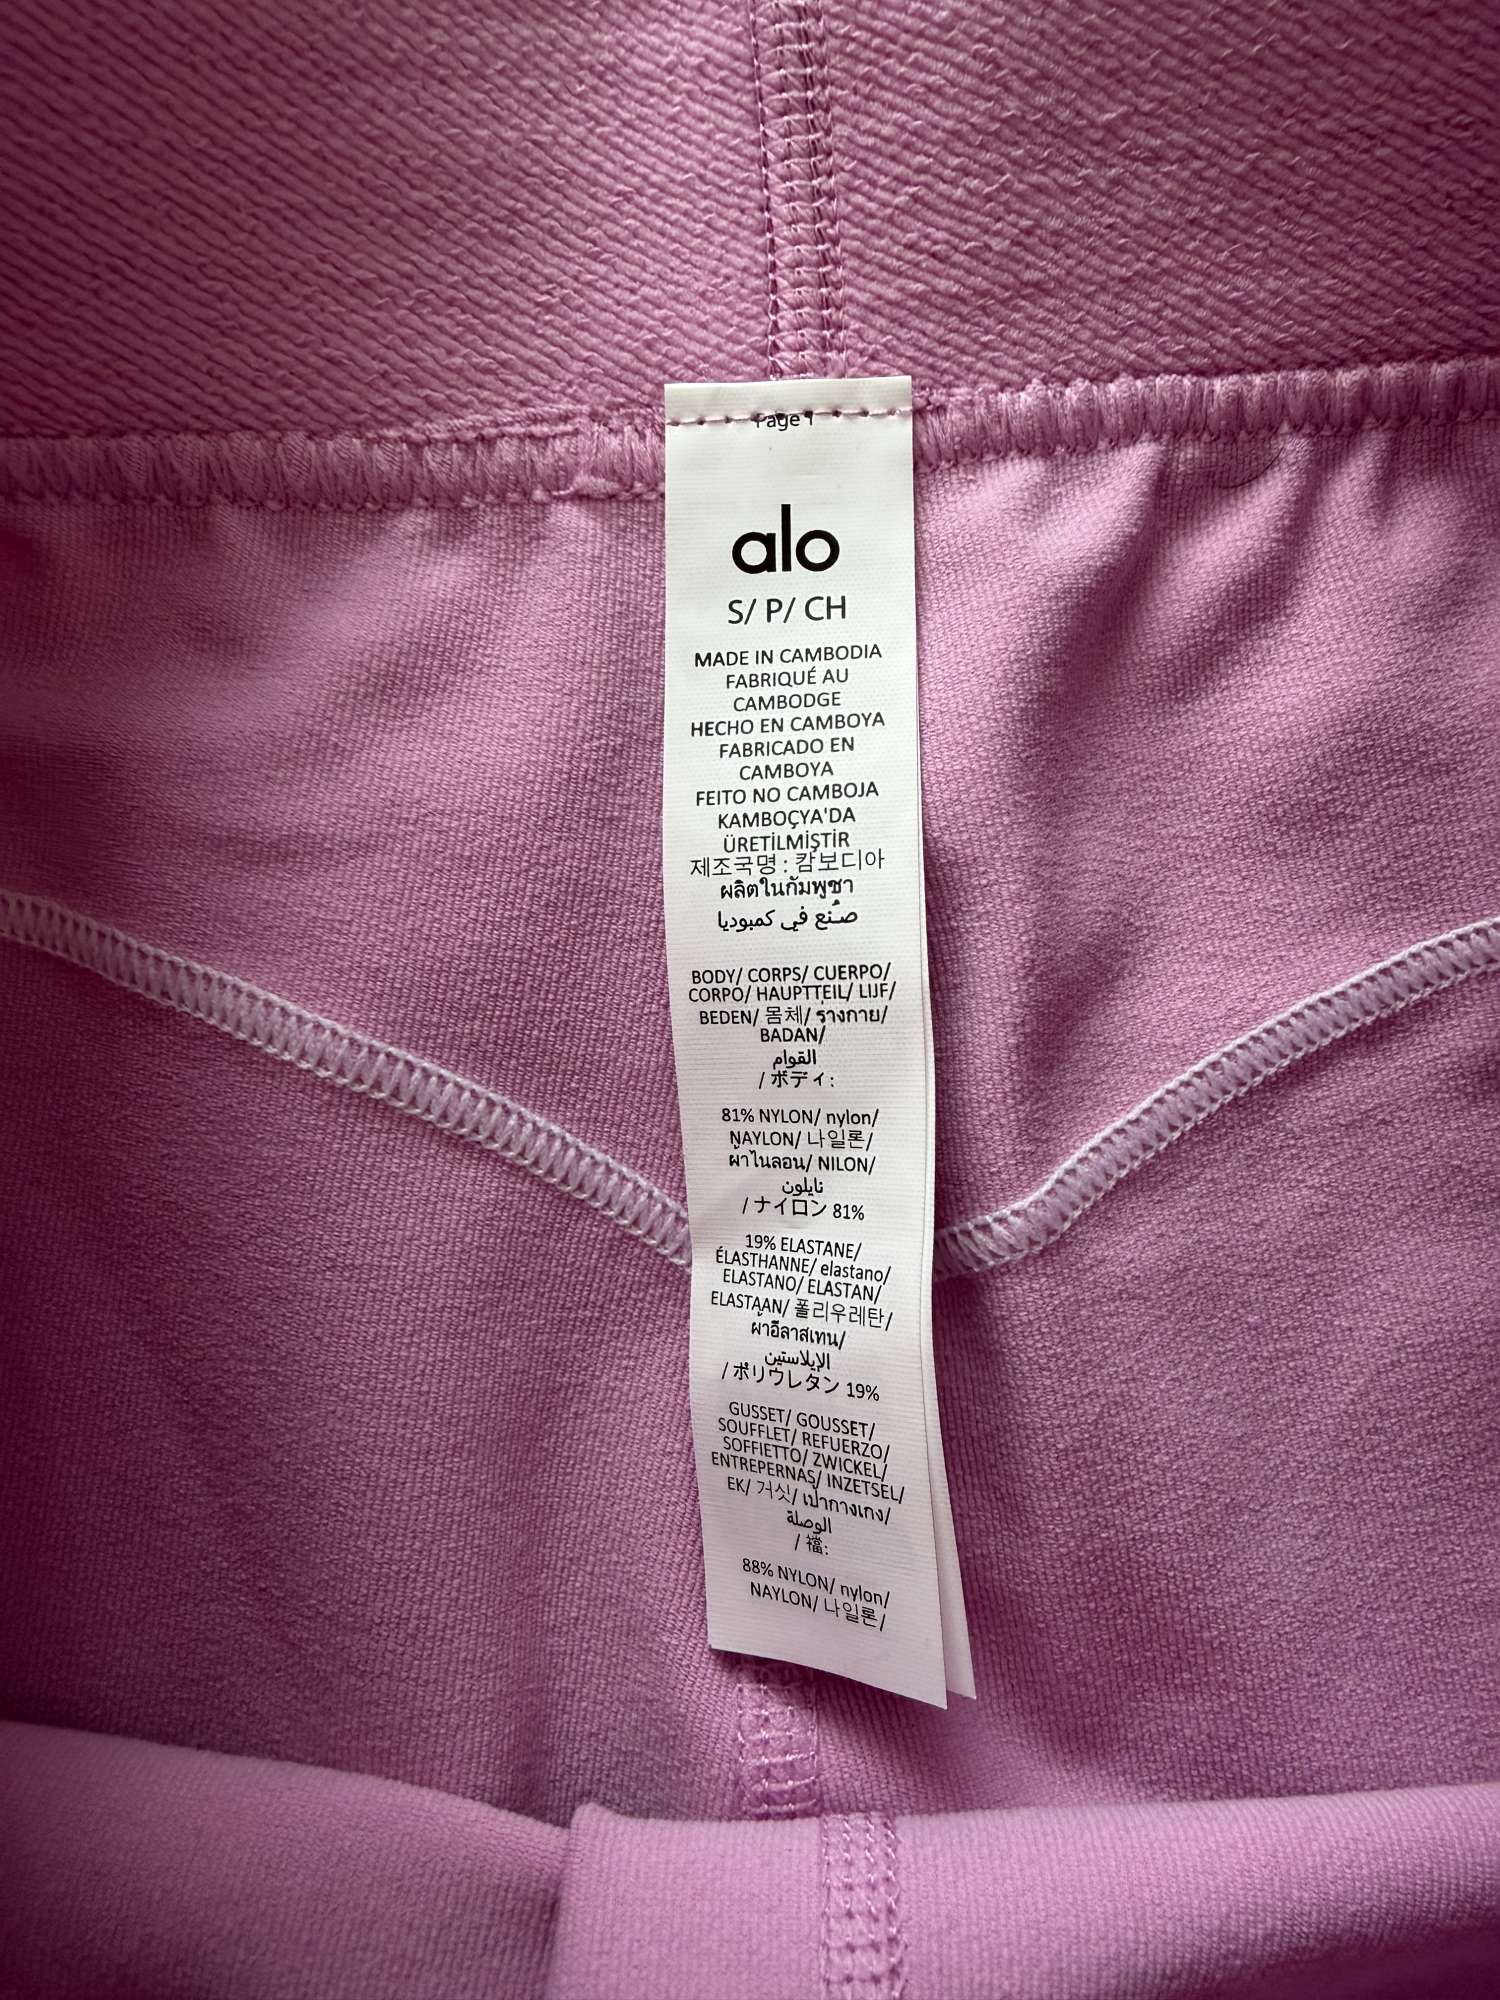 Page 1
alo
S/ P/ CH
MADE IN CAMBODIA
FABRIQUÉ AU
CAMBODGE
HECHO EN CAMBOYA
FABRICADO EN
CAMBOYA
FEITO NO CAMBOJA
KAMBOÇYA'DA
ÜRETİLMİŞTİR
제조국명 : 캄보디아
ผลิตในกัมพูชา
صُنع في كمبوديا
BODY/ CORPS/ CUERPO/
CORPO/ HAUPTTEIL/ LIJF/
BEDEN/ 몸체/ ร่างกาย/
BADAN/
القوام
/ ボディ:
81% NYLON/ nylon/
NAYLON/ 나일론/
ผ้าไนลอน/ NILON/
نايلون
/ ナイロン 81%
19% ELASTANE/
ÉLASTHANNE/ elastano/
ELASTANO/ ELASTAN/
ELASTAAN/ 폴리우레탄/
ผ้าอีลาสเทน/
الإيلاستين
/ ポリウレタン 19%
GUSSET/ GOUSSET/
SOUFFLET/ REFUERZO/
SOFFIETTO/ ZWICKEL/
ENTREPERNAS/ INZETSEL/
EK/ 거싯/ เป้ากางเกง/
الوصلة
/ 襠:
88% NYLON/ nylon/
NAYLON/ 나일론/